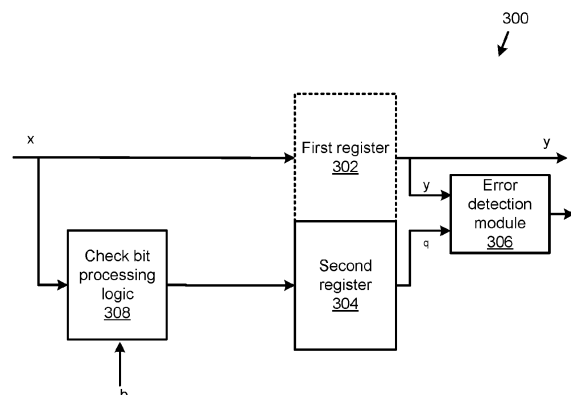 300
x
First register
302
y
y
Error
detection
module
306
q
Check bit
processing
logic
308
Second
register
304